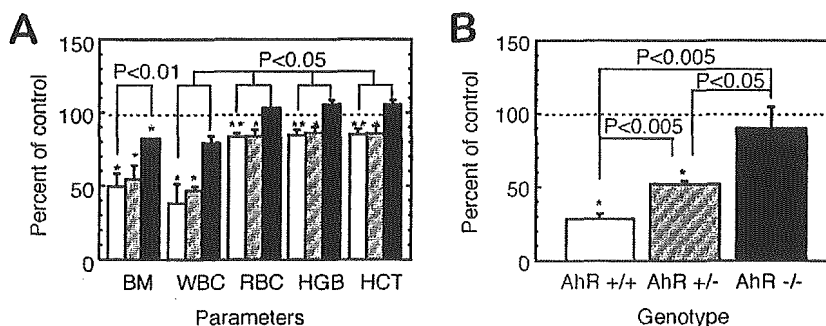 A
150
100
50
0
Percent of control
P<0.01
P<0.05
*
*
*
*
*
**
*
**
*
**
*
BM WBC RBC HGB HCT
Parameters
B
150
100
50
0
Percent of control
P<0.005
P<0.05
P<0.005
*
*
AhR +/+ AhR +/- AhR -/-
Genotype